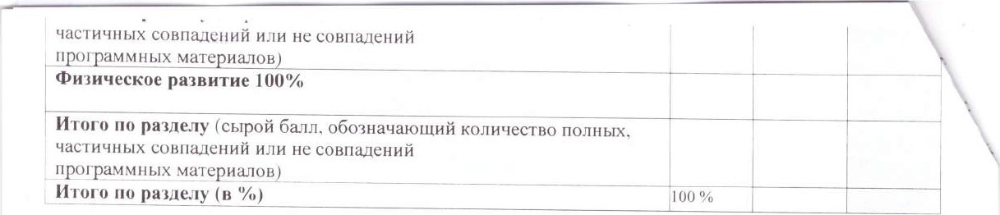 частичных совпадений или не совпадений
программных материалов)
Физическое развитие 100%
Итого по разделу (сырой балл, обозначающий количество полных,
частичных совпадений или не совпадений
программных материалов)
Итого по разделу (в %) 100 %